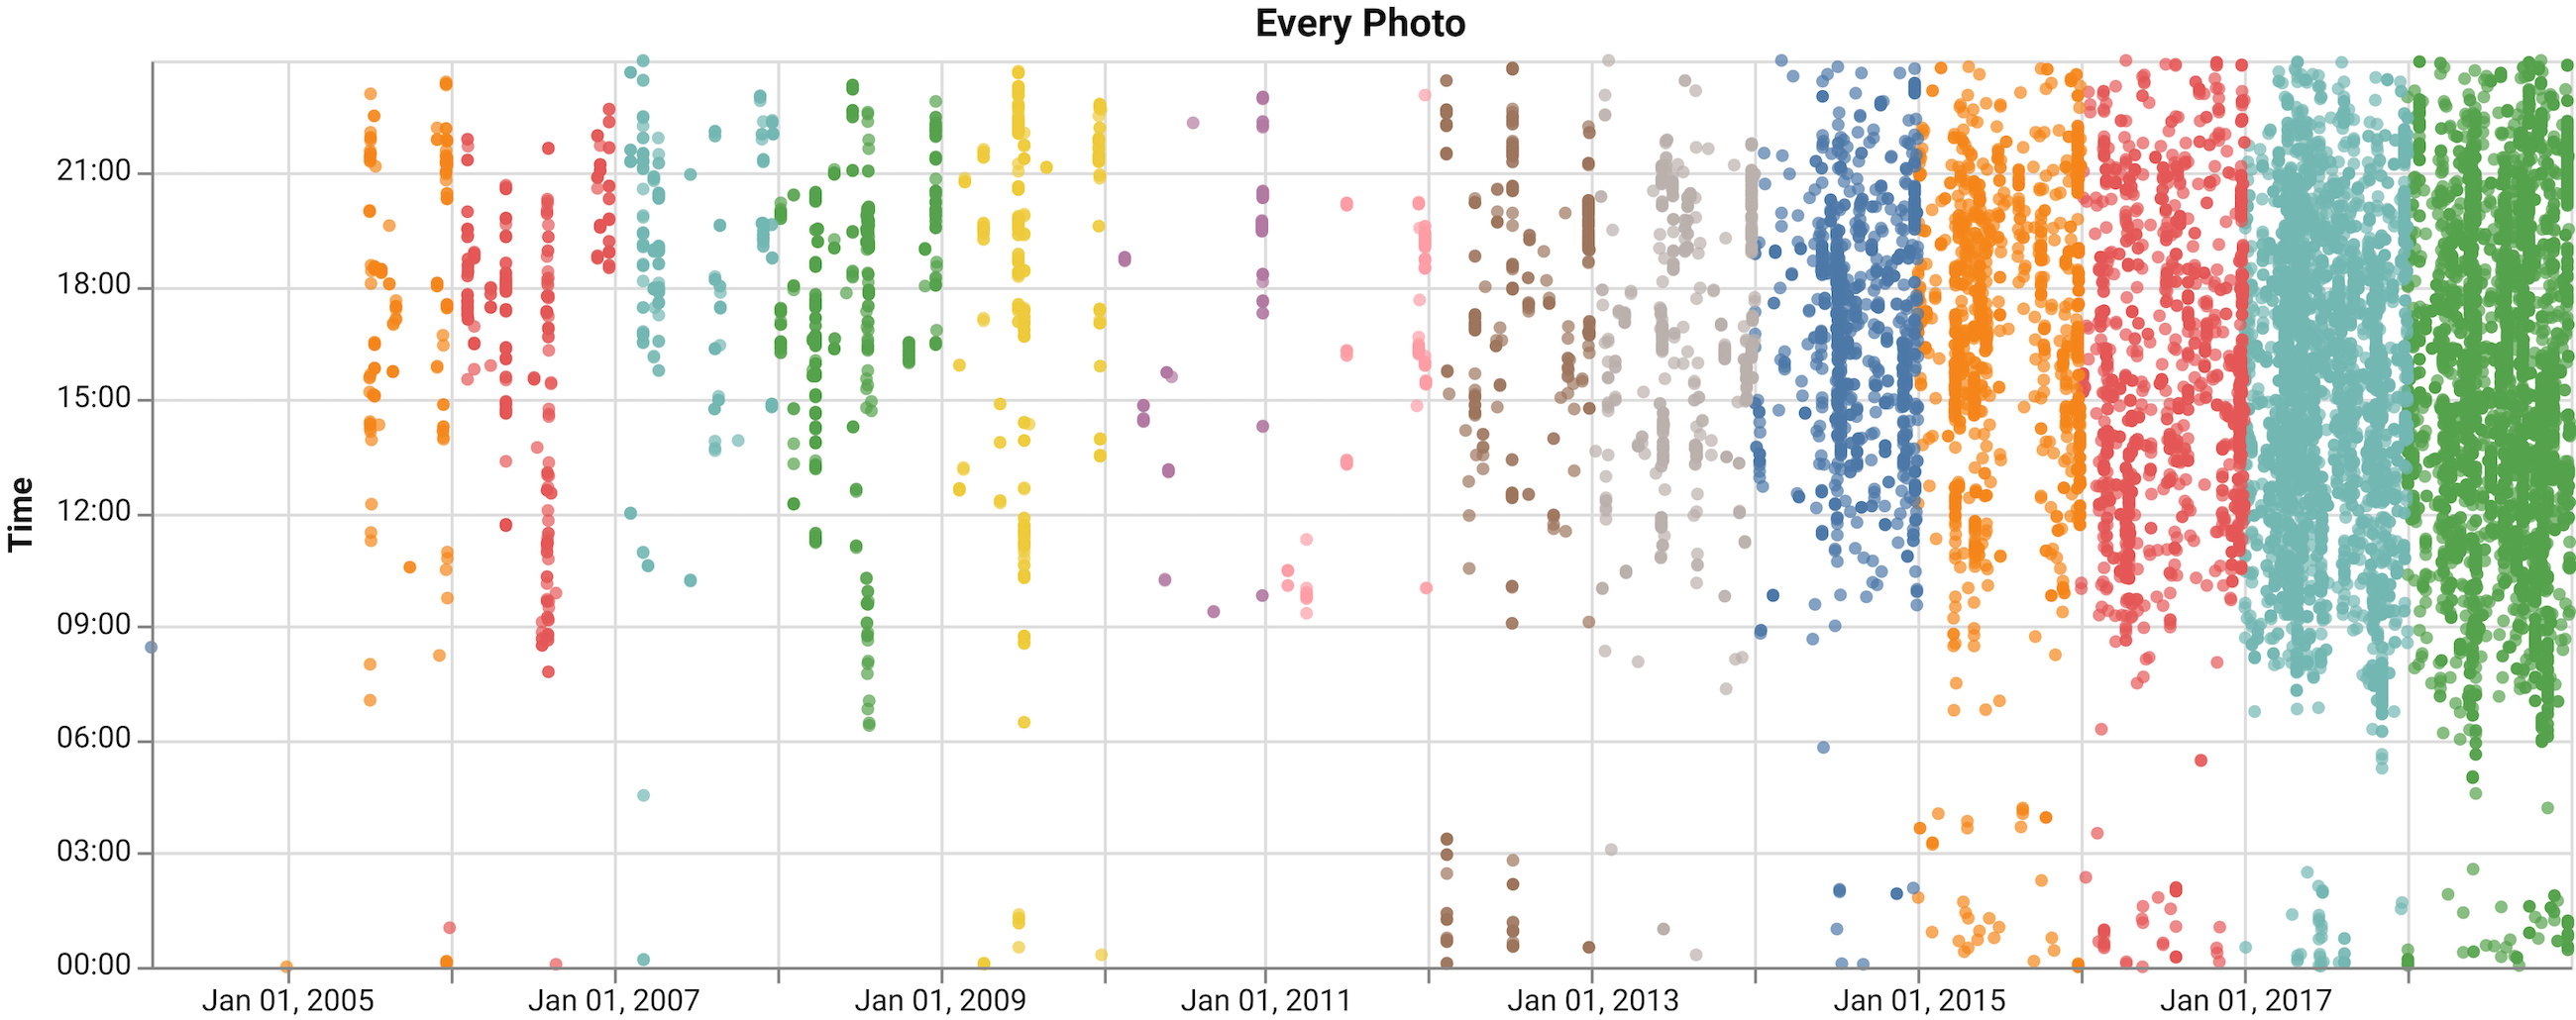 Every Photo
Time
21:00
18:00
15:00
12:00
09:00
06:00
03:00
00:00
Jan 01, 2005
Jan 01, 2007
Jan 01, 2009
Jan 01, 2011
Jan 01, 2013
Jan 01, 2015
Jan 01, 2017